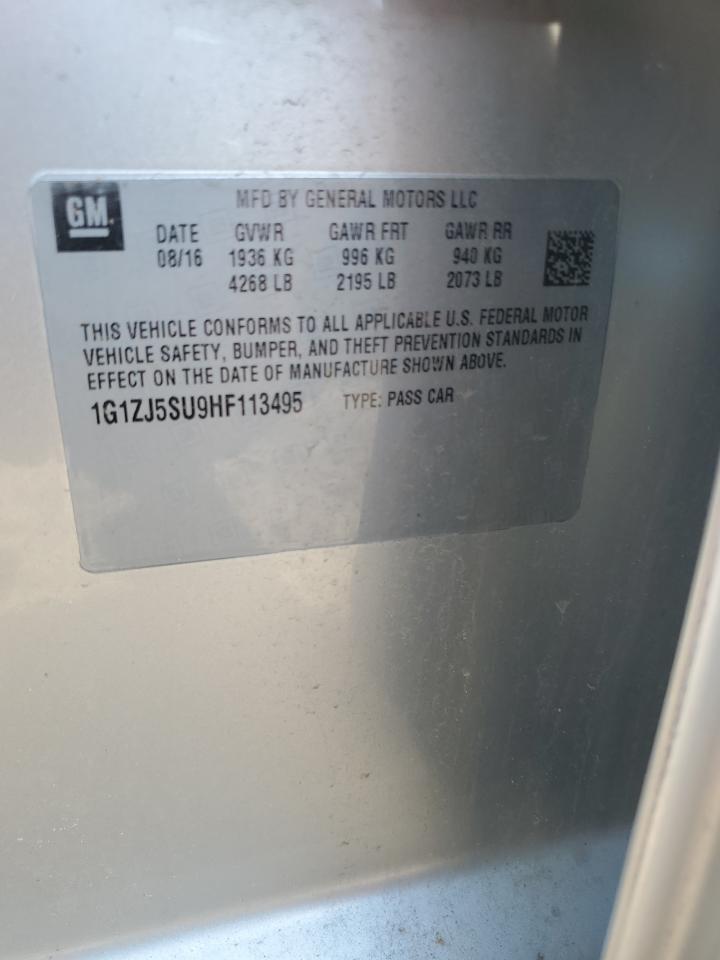 GM
MFD BY GENERAL MOTORS LLC
DATE GVWR GAWR FRT GAWR RR
08/16 1936 KG 996 KG 940 KG
4268 LB 2195 LB 2073 LB
THIS VEHICLE CONFORMS TO ALL APPLICABLE U.S. FEDERAL MOTOR
VEHICLE SAFETY, BUMPER, AND THEFT PREVENTION STANDARDS IN
EFFECT ON THE DATE OF MANUFACTURE SHOWN ABOVE.
1G1ZJ5SU9HF113495 TYPE: PASS CAR